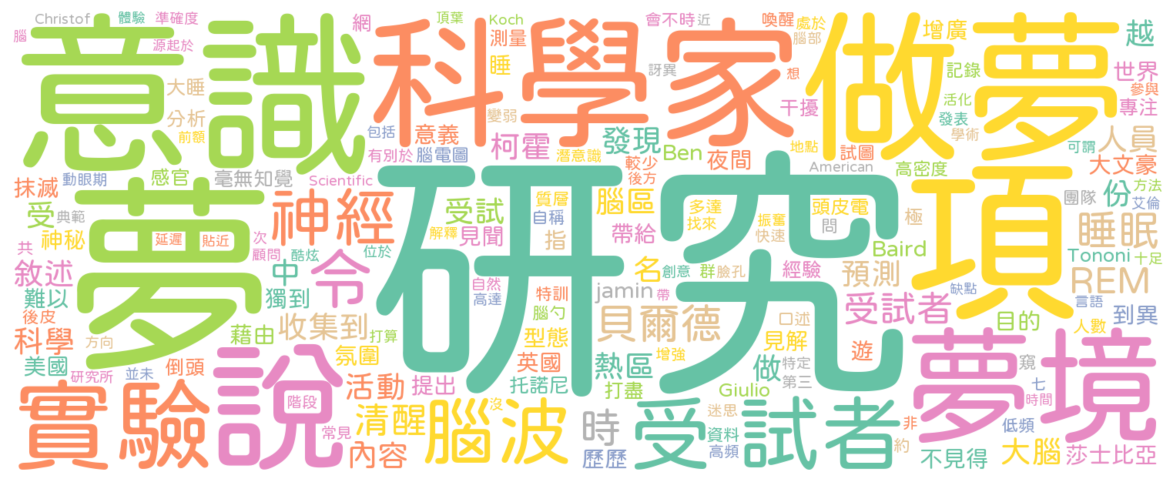 Christof
體驗
準確度
腦
源起於
網
頂葉
Koch
測量
睡
會不時
近
喚醒
訝異
處於
腦部
想
增廣
越
記錄
世界
參與
專注
活化
發表
學術
意識
科學家
做夢
大睡
分析
前額
變弱
包括
意義
有別於
腦電圖
柯霍
潛意識
發現
Ben
較少
後方
夜間
干擾
試圖
地點
American
高密度
可謂
人員
大文豪
抹滅
動眼期
感官
毫無知覺
Scientific
受
典範
神秘
延遲
貼近
共
次
顧問
酷炫
位於
夢
神經
研究
項
受試
見聞
解釋
質層
自稱
指
腦區
帶給
多達
找來
振奮
快速
頭皮電
問
極
Baird
團隊
份
方法
艾倫
睡眠
Tononi
十足
敘述
難以
中
獨到
令
自然
高達
特訓
腦勺
創意
名
群
臉孔
經驗
jamin
帶
預測
REM
缺點
言語
受試者
到異
後皮
科學
方向
藉由
收集到
打算
型態
貝爾德
口述
見解
目的
人數
美國
研究所
並未
倒頭
氛圍
英國
增強
熱區
做
特定
第三
遊
窺
七
時間
實驗
說
階段
活動
提出
托諾尼
打盡
Giulio
夢境
常見
內容
清醒
腦波
沒
時
歷歷
受試者
迷思
資料
高頻
非
約
低頻
不見得
大腦
莎士比亞